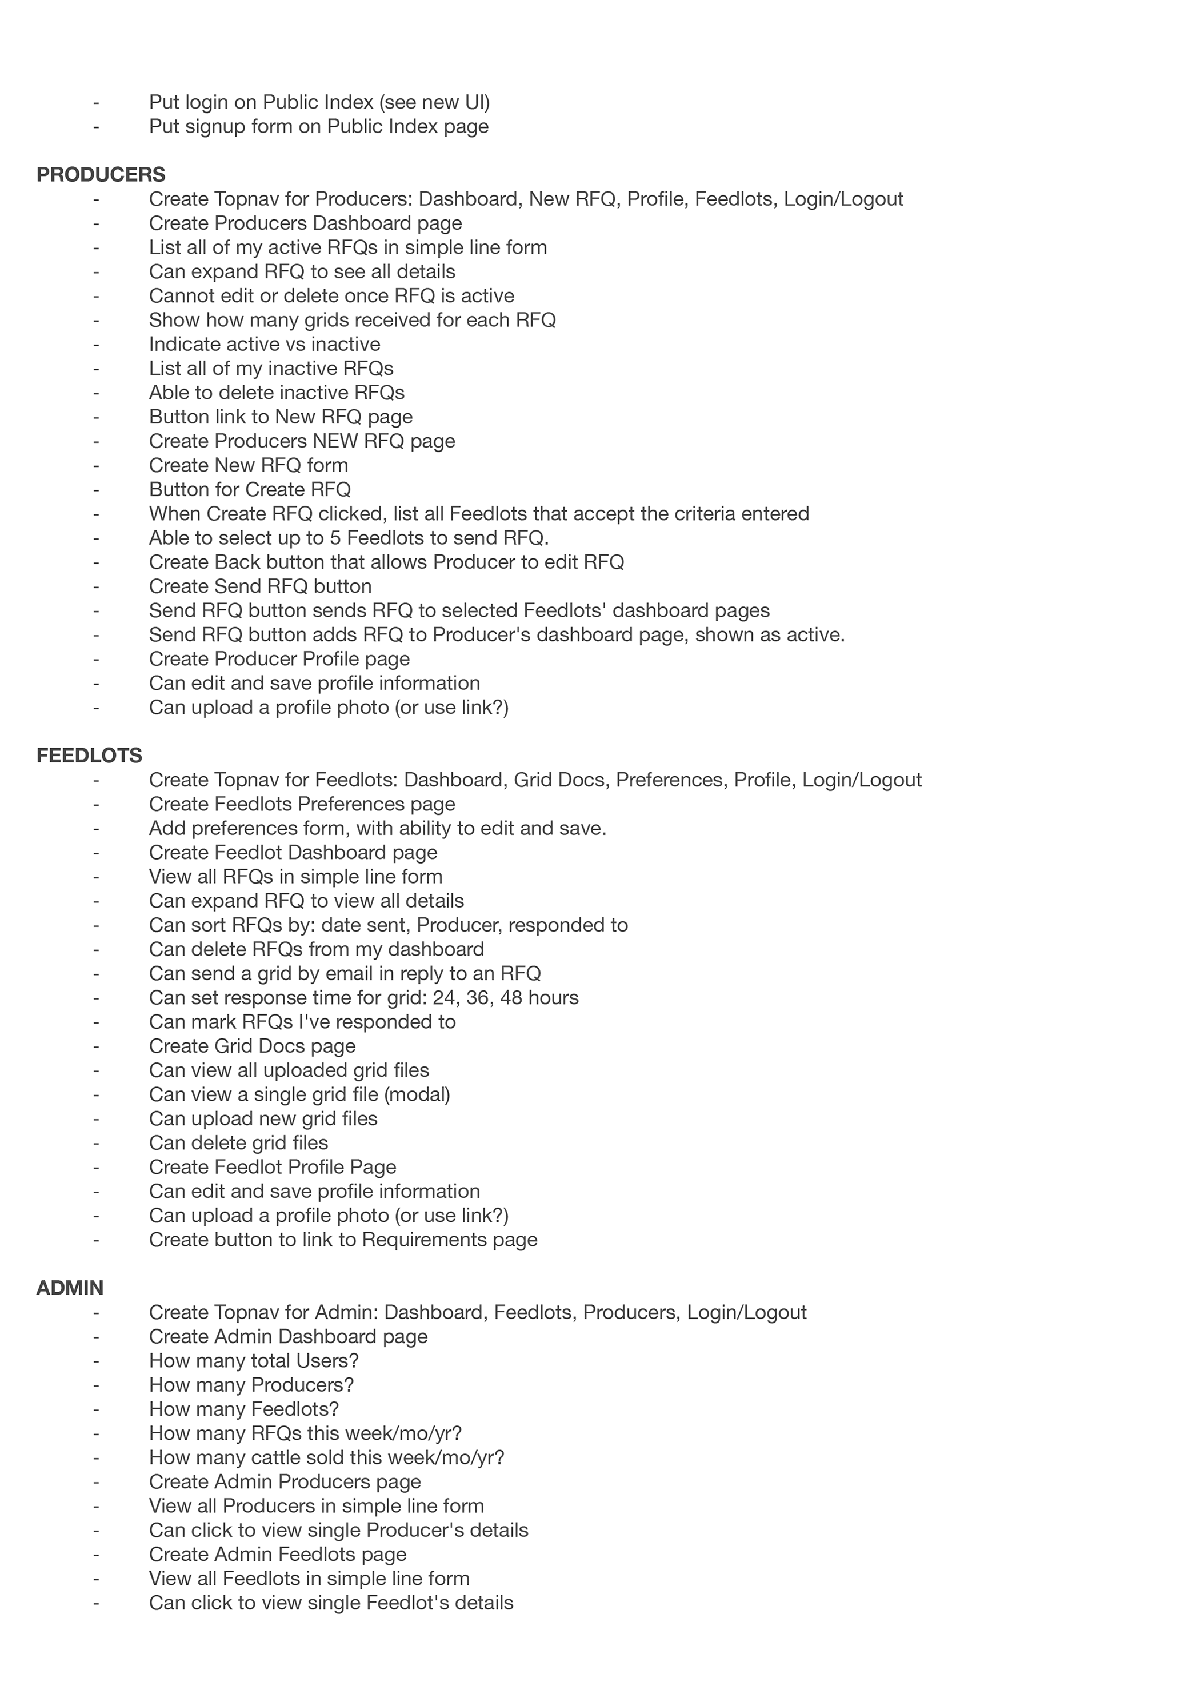 - Put login on Public Index (see new UI)
- Put signup form on Public Index page
PRODUCERS
- Create Topnav for Producers: Dashboard, New RFQ, Profile, Feedlots, Login/Logout
- Create Producers Dashboard page
- List all of my active RFQs in simple line form
- Can expand RFQ to see all details
- Cannot edit or delete once RFQ is active
- Show how many grids received for each RFQ
- Indicate active vs inactive
- List all of my inactive RFQs
- Able to delete inactive RFQs
- Button link to New RFQ page
- Create Producers NEW RFQ page
- Create New RFQ form
- Button for Create RFQ
- When Create RFQ clicked, list all Feedlots that accept the criteria entered
- Able to select up to 5 Feedlots to send RFQ.
- Create Back button that allows Producer to edit RFQ
- Create Send RFQ button
- Send RFQ button sends RFQ to selected Feedlots' dashboard pages
- Send RFQ button adds RFQ to Producer's dashboard page, shown as active.
- Create Producer Profile page
- Can edit and save profile information
- Can upload a profile photo (or use link?)
FEEDLOTS
- Create Topnav for Feedlots: Dashboard, Grid Docs, Preferences, Profile, Login/Logout
- Create Feedlots Preferences page
- Add preferences form, with ability to edit and save.
- Create Feedlot Dashboard page
- View all RFQs in simple line form
- Can expand RFQ to view all details
- Can sort RFQs by: date sent, Producer, responded to
- Can delete RFQs from my dashboard
- Can send a grid by email in reply to an RFQ
- Can set response time for grid: 24, 36, 48 hours
- Can mark RFQs I've responded to
- Create Grid Docs page
- Can view all uploaded grid files
- Can view a single grid file (modal)
- Can upload new grid files
- Can delete grid files
- Create Feedlot Profile Page
- Can edit and save profile information
- Can upload a profile photo (or use link?)
- Create button to link to Requirements page
ADMIN
- Create Topnav for Admin: Dashboard, Feedlots, Producers, Login/Logout
- Create Admin Dashboard page
- How many total Users?
- How many Producers?
- How many Feedlots?
- How many RFQs this week/mo/yr?
- How many cattle sold this week/mo/yr?
- Create Admin Producers page
- View all Producers in simple line form
- Can click to view single Producer's details
- Create Admin Feedlots page
- View all Feedlots in simple line form
- Can click to view single Feedlot's details